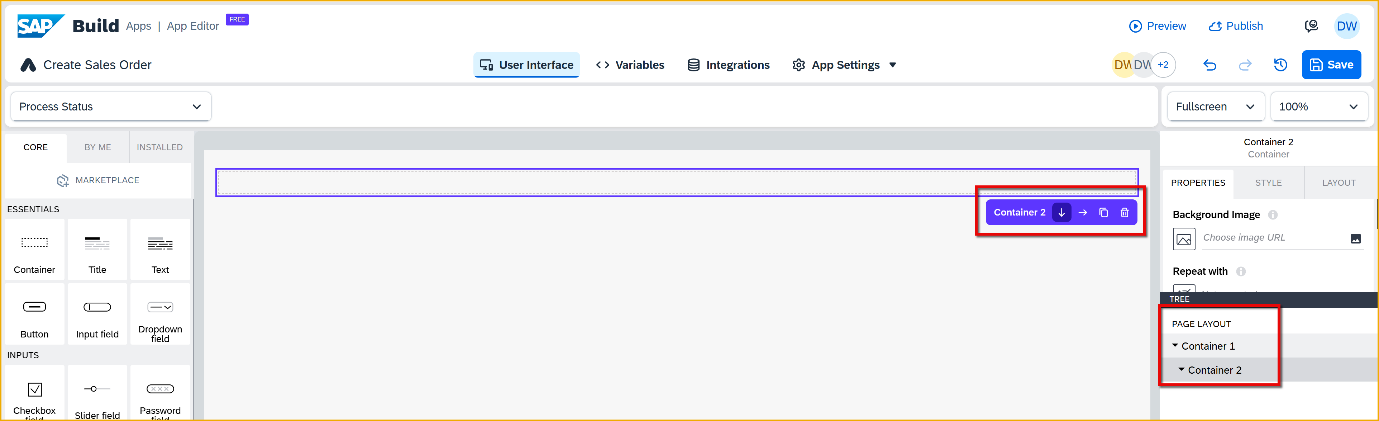 SAP Build Apps | App Editor FREE
Preview Publish DW
Create Sales Order User Interface <> Variables Integrations App Settings DW DW +2 Save
Process Status Fullscreen 100%
CORE BY ME INSTALLED
MARKETPLACE
ESSENTIALS
Container Title Text
Button Input field Dropdown
field
INPUTS
Checkbox
field Slider field Password
field
Container 2
Container 2
Container
PROPERTIES STYLE LAYOUT
Background Image
Choose image URL
Repeat with
TREE
PAGE LAYOUT
Container 1
Container 2